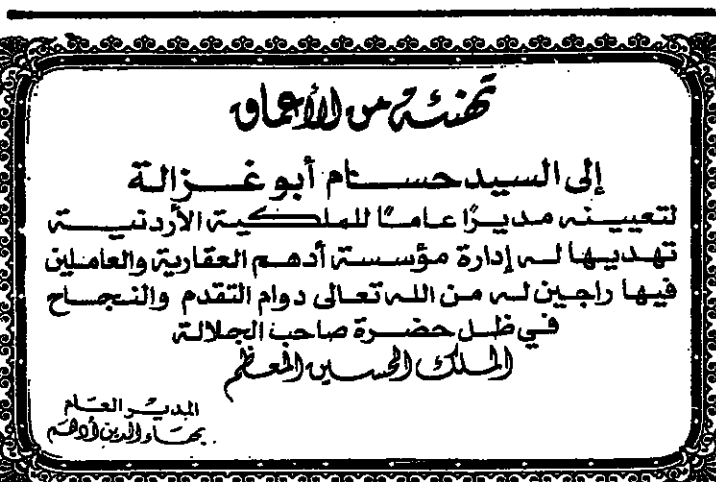 تهنئة من الأعماق
إلى السيد حسام أبو غزالة
لتعيينه مديرًا عامًا للملكية الأردنية
تهديها له إدارة مؤسسة أدهم العقارية والعاملين
فيها راجين له من الله تعالى دوام التقدم والنجاح
في ظل حضرة صاحب الجلالة
الملك الحسين المعظم
المدير العام
بهاء الدين أدهم